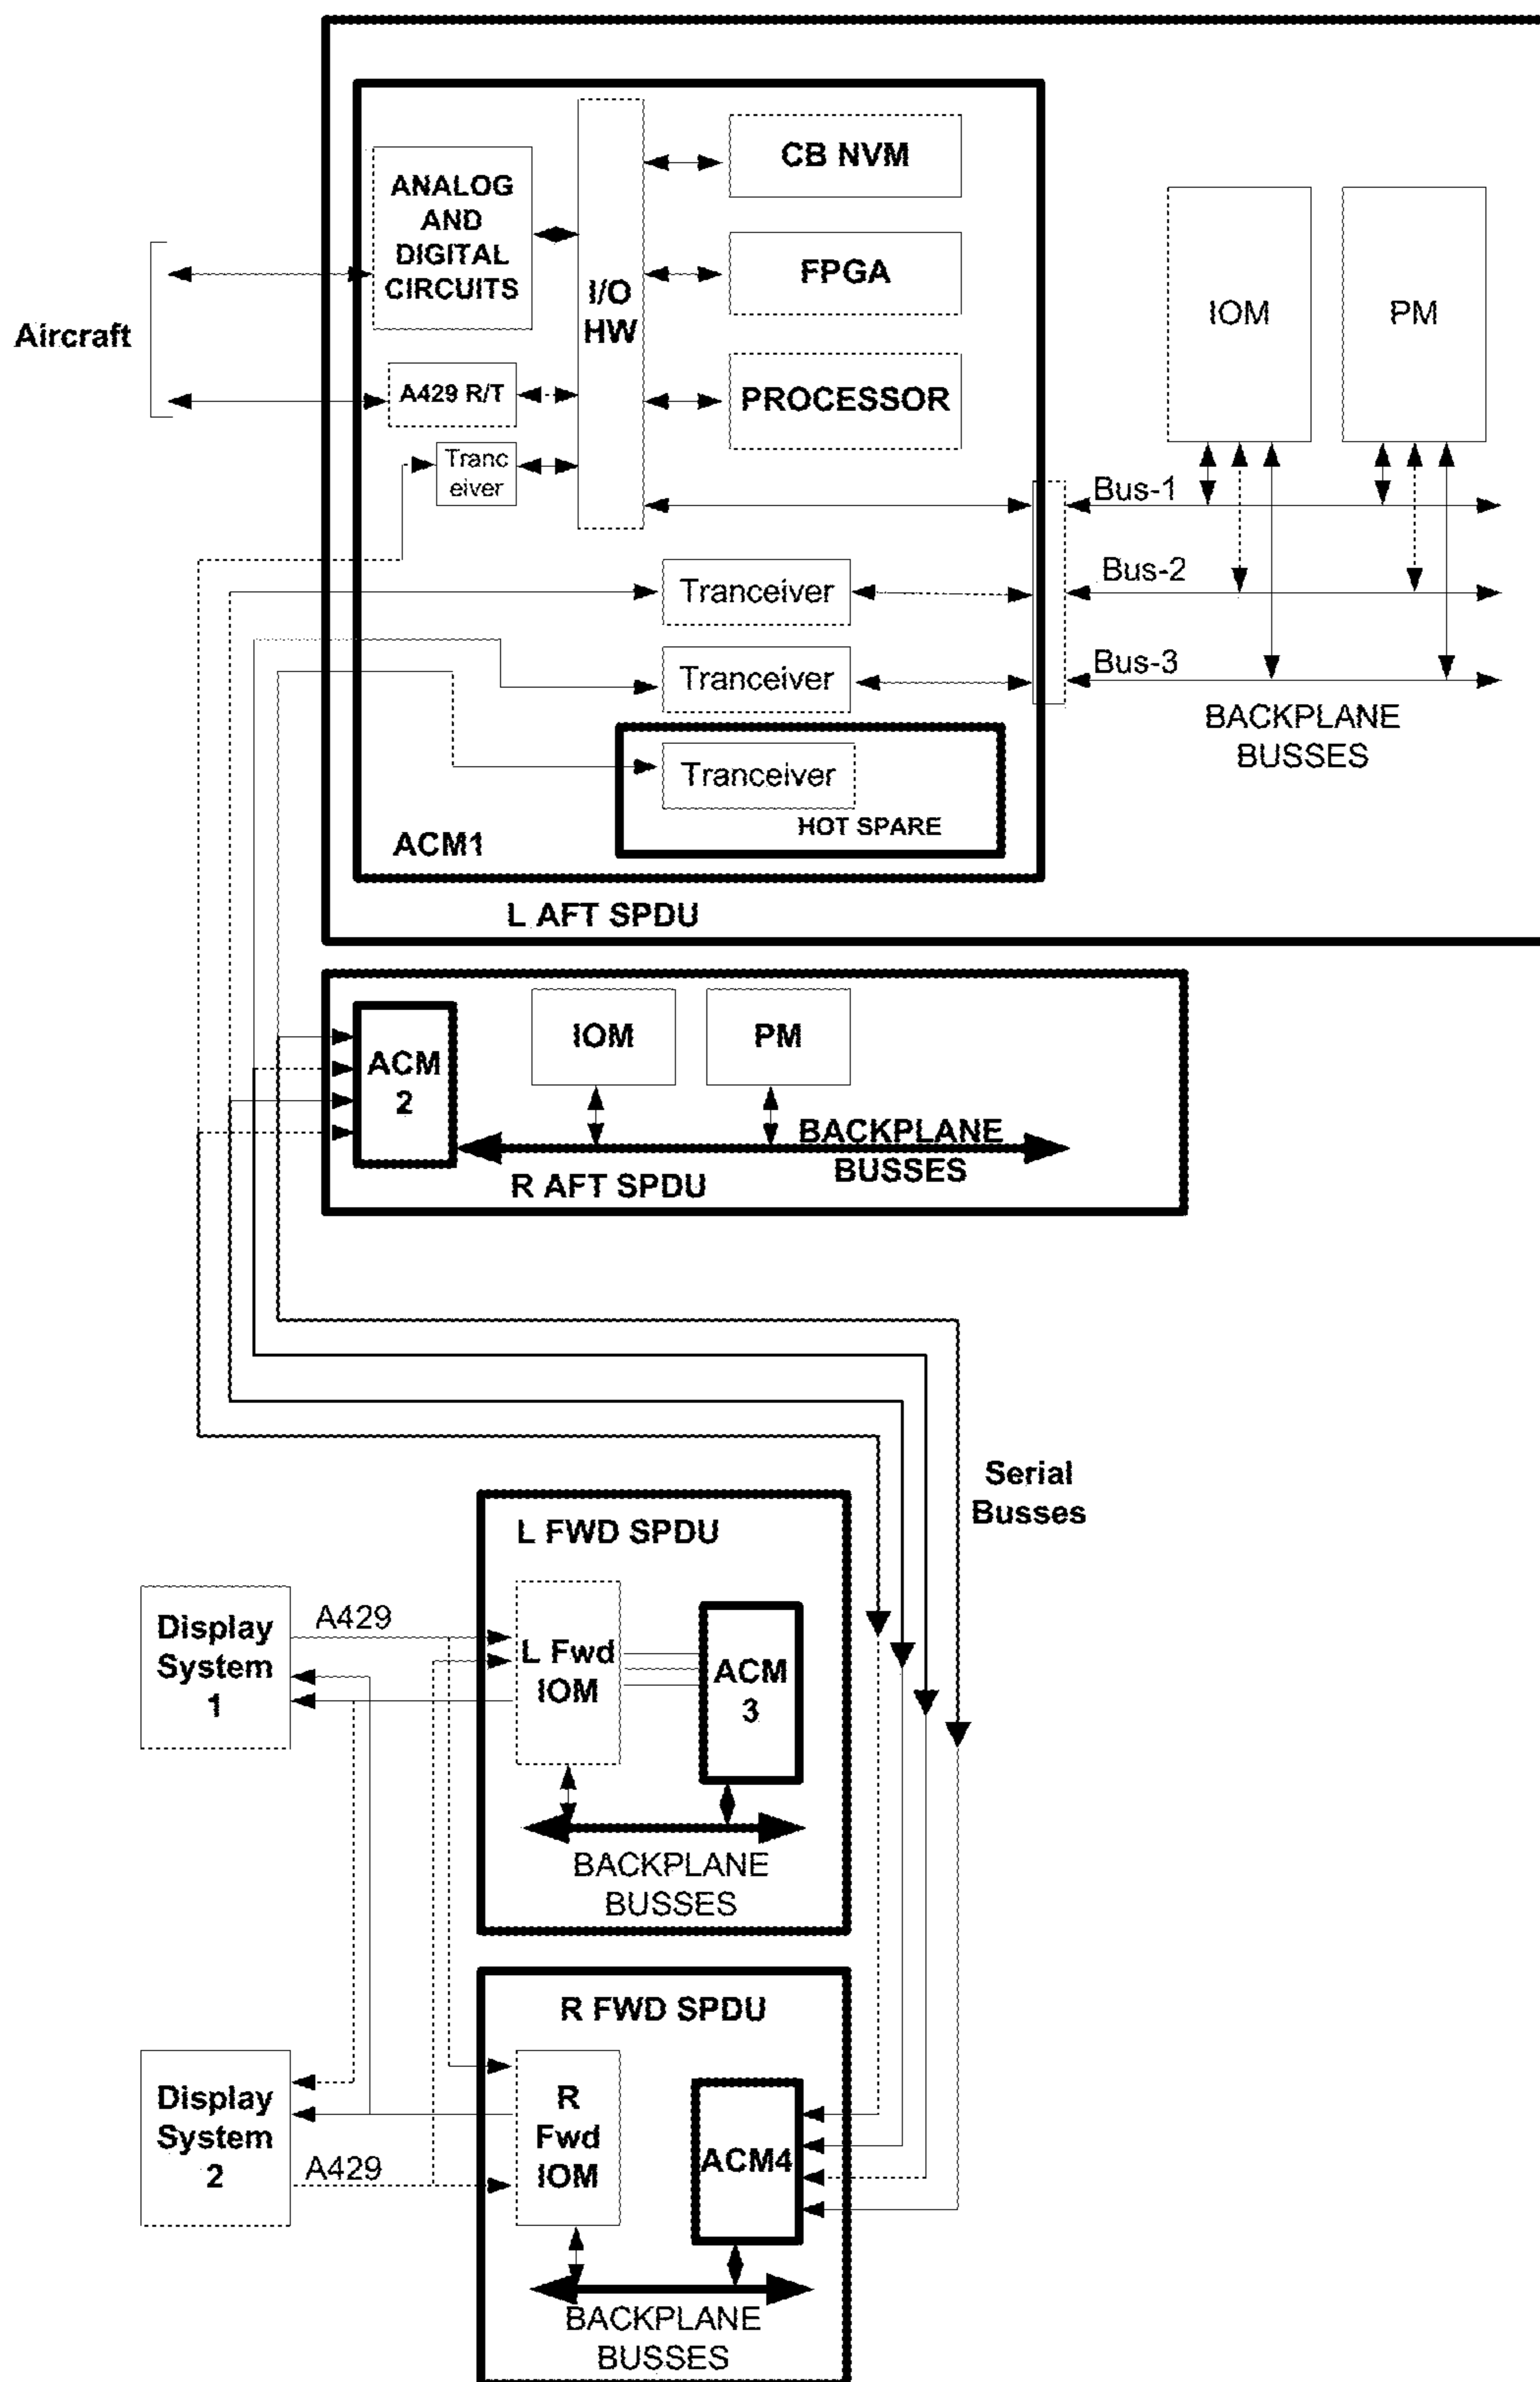 CB NVM
ANALOG
AND
DIGITAL
CIRCUITS
FPGA
I/O
HW
IOM
PM
Aircraft
A429 R/T
PROCESSOR
Tranc
eiver
Bus-1
Tranceiver
Bus-2
Tranceiver
Bus-3
BACKPLANE
BUSSES
Tranceiver
HOT SPARE
ACM1
L AFT SPDU
ACM
2
IOM
PM
BACKPLANE
BUSSES
R AFT SPDU
Serial
Busses
L FWD SPDU
Display
System
1
A429
L Fwd
IOM
ACM
3
BACKPLANE
BUSSES
R FWD SPDU
Display
System
2
A429
R
Fwd
IOM
ACM4
BACKPLANE
BUSSES